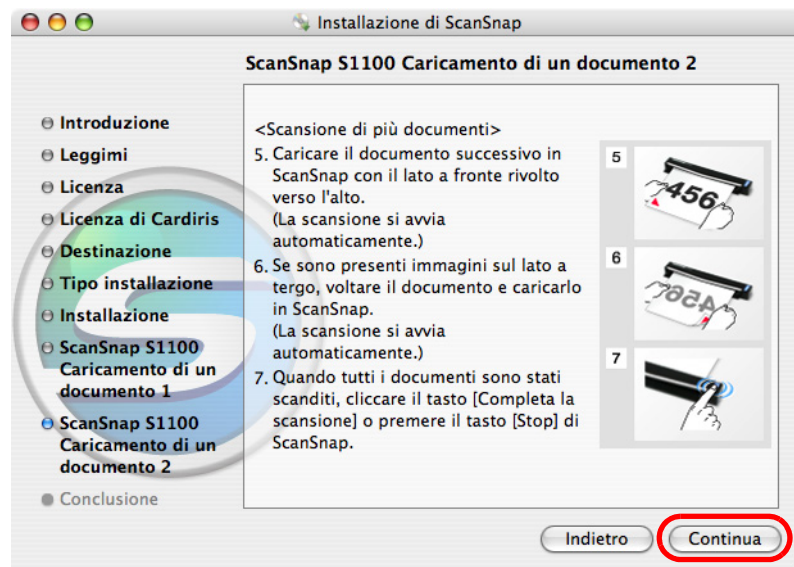 Installazione di ScanSnap
ScanSnap S1100 Caricamento di un documento 2
Introduzione
Leggimi
Licenza
Licenza di Cardiris
Destinazione
Tipo installazione
Installazione
ScanSnap S1100
Caricamento di un
documento 1
ScanSnap S1100
Caricamento di un
documento 2
Conclusione
<Scansione di più documenti>
5. Caricare il documento successivo in
ScanSnap con il lato a fronte rivolto
verso l'alto.
(La scansione si avvia
automaticamente.)
6. Se sono presenti immagini sul lato a
tergo, voltare il documento e caricarlo
in ScanSnap.
(La scansione si avvia
automaticamente.)
7. Quando tutti i documenti sono stati
scanditi, cliccare il tasto [Completa la
scansione] o premere il tasto [Stop] di
ScanSnap.
5
456
6
456
7
Indietro
Continua